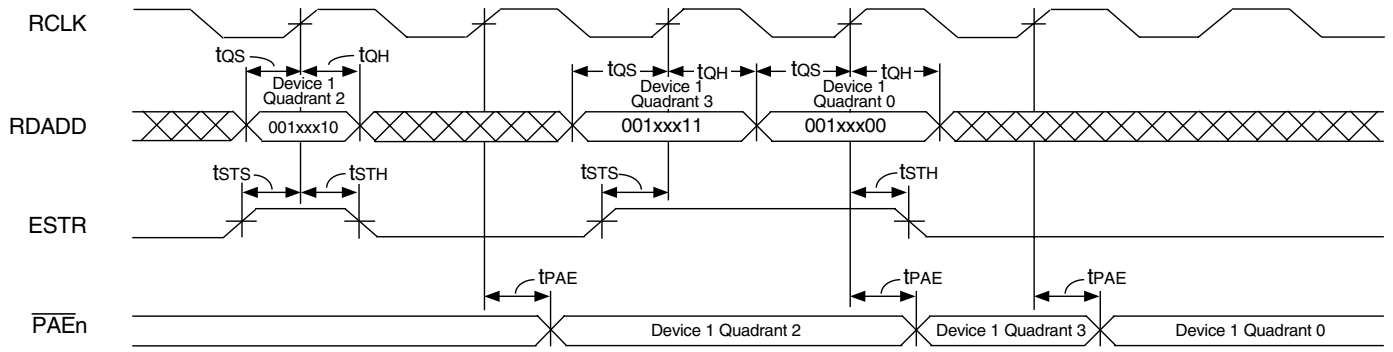 RCLK
tQS tQH tQS tQH tQS tQH
Device 1
Quadrant 2
Device 1
Quadrant 3
Device 1
Quadrant 0
RDADD
001xxx10 001xxx11 001xxx00
tSTS tSTH tSTS tSTH
ESTR
tPAE tPAE tPAE
PAEn
Device 1 Quadrant 2 Device 1 Quadrant 3 Device 1 Quadrant 0